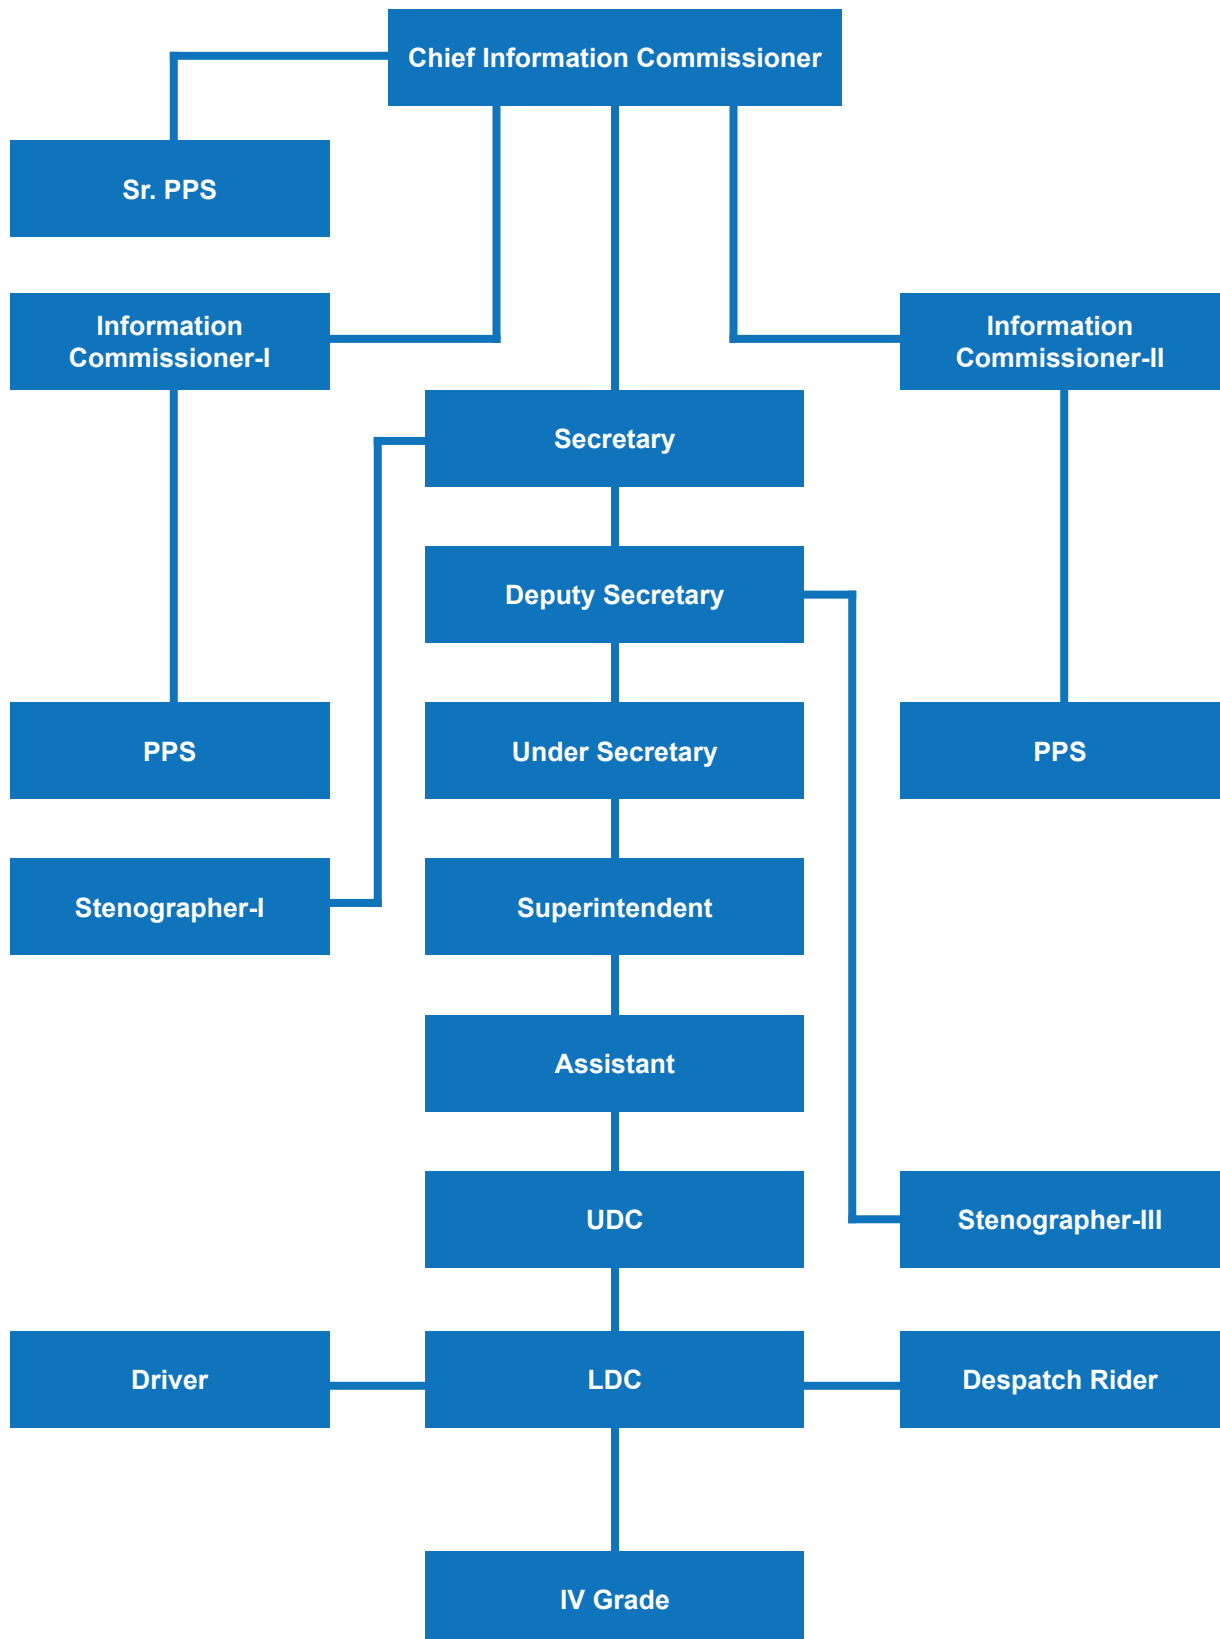 Chief Information Commissioner
Sr. PPS
Information
Commissioner-I
Information
Commissioner-II
Secretary
Deputy Secretary
PPS
Under Secretary
PPS
Stenographer-I
Superintendent
Assistant
UDC
Stenographer-III
Driver
LDC
Despatch Rider
IV Grade